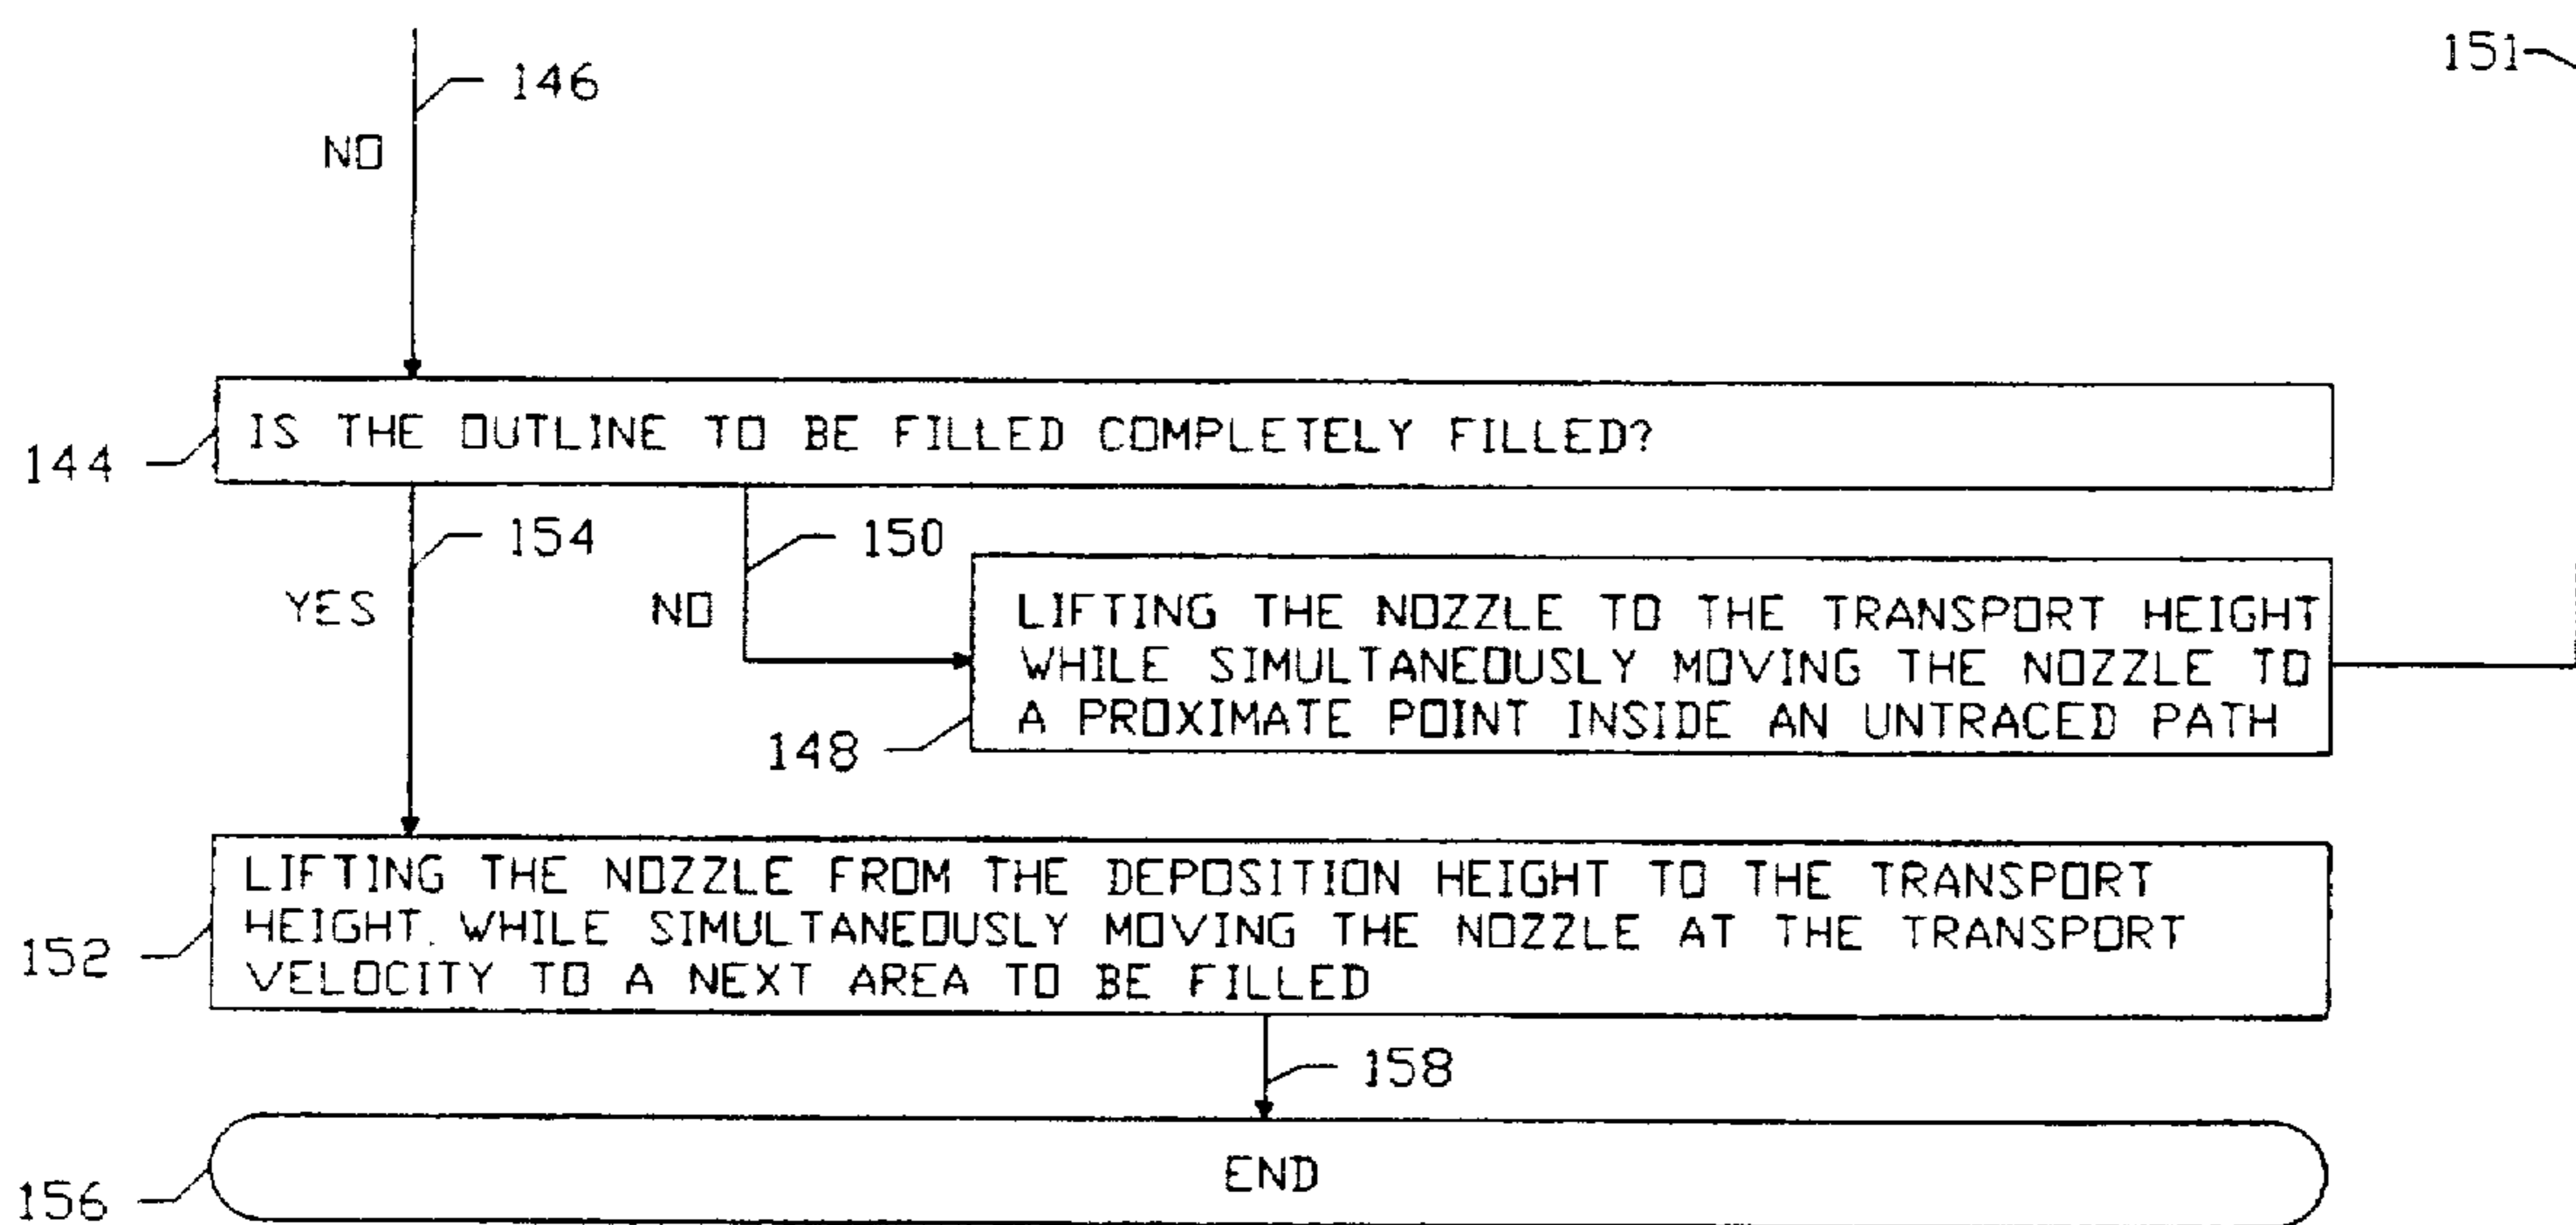 151
146
NO
IS THE OUTLINE TO BE FILLED COMPLETELY FILLED?
144
154
150
YES
NO
LIFTING THE NOZZLE TO THE TRANSPORT HEIGHT
WHILE SIMULTANEOUSLY MOVING THE NOZZLE TO
A PROXIMATE POINT INSIDE AN UNTRACED PATH
148
LIFTING THE NOZZLE FROM THE DEPOSITION HEIGHT TO THE TRANSPORT
HEIGHT WHILE SIMULTANEOUSLY MOVING THE NOZZLE AT THE TRANSPORT
VELOCITY TO A NEXT AREA TO BE FILLED
152
158
END
156